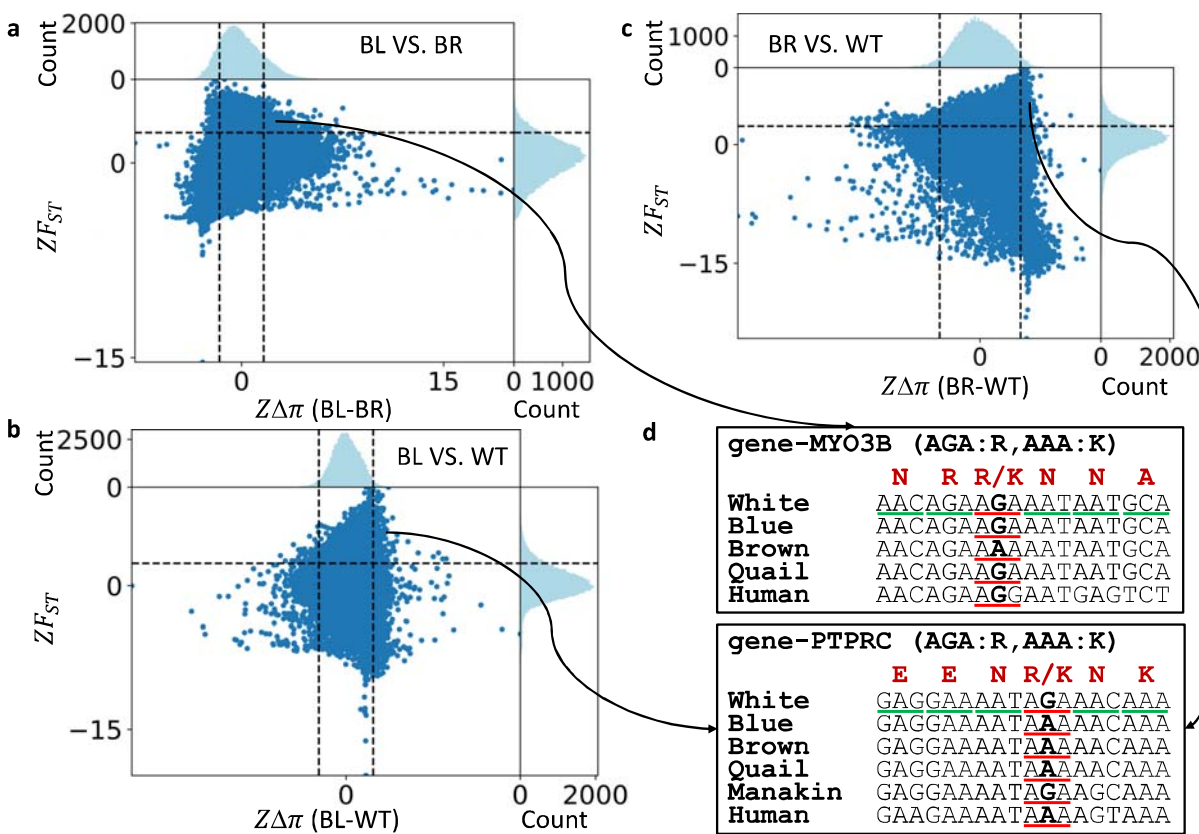 a
2000
Count
0
BL VS. BR
ZF_ST
0
−15
0
15
0
1000
ZΔπ (BL-BR)
Count
b
2500
Count
0
BL VS. WT
ZF_ST
0
−15
0
0
2000
ZΔπ (BL-WT)
Count
c
1000
Count
0
BR VS. WT
ZF_ST
0
−15
0
0
2000
ZΔπ (BR-WT)
Count
d
gene-MYO3B (AGA:R,AAA:K)
N R R/K N N A
White AACAGAAGAAATAATGCA
Blue AACAGAAGAAATAATGCA
Brown AACAGAAAAAATAATGCA
Quail AACAGAAGAAATAATGCA
Human AACAGAAGGAATGAGTCT
gene-PTPRC (AGA:R,AAA:K)
E E N R/K N K
White GAGGAAAATAGAAACAAA
Blue GAGGAAAATAAAAACAAA
Brown GAGGAAAATAAAAACAAA
Quail GAGGAAAATAAAAACAAA
Manakin GAGGAAAATAGAAGCAAA
Human GAAGAAAATAAAAGTAAA